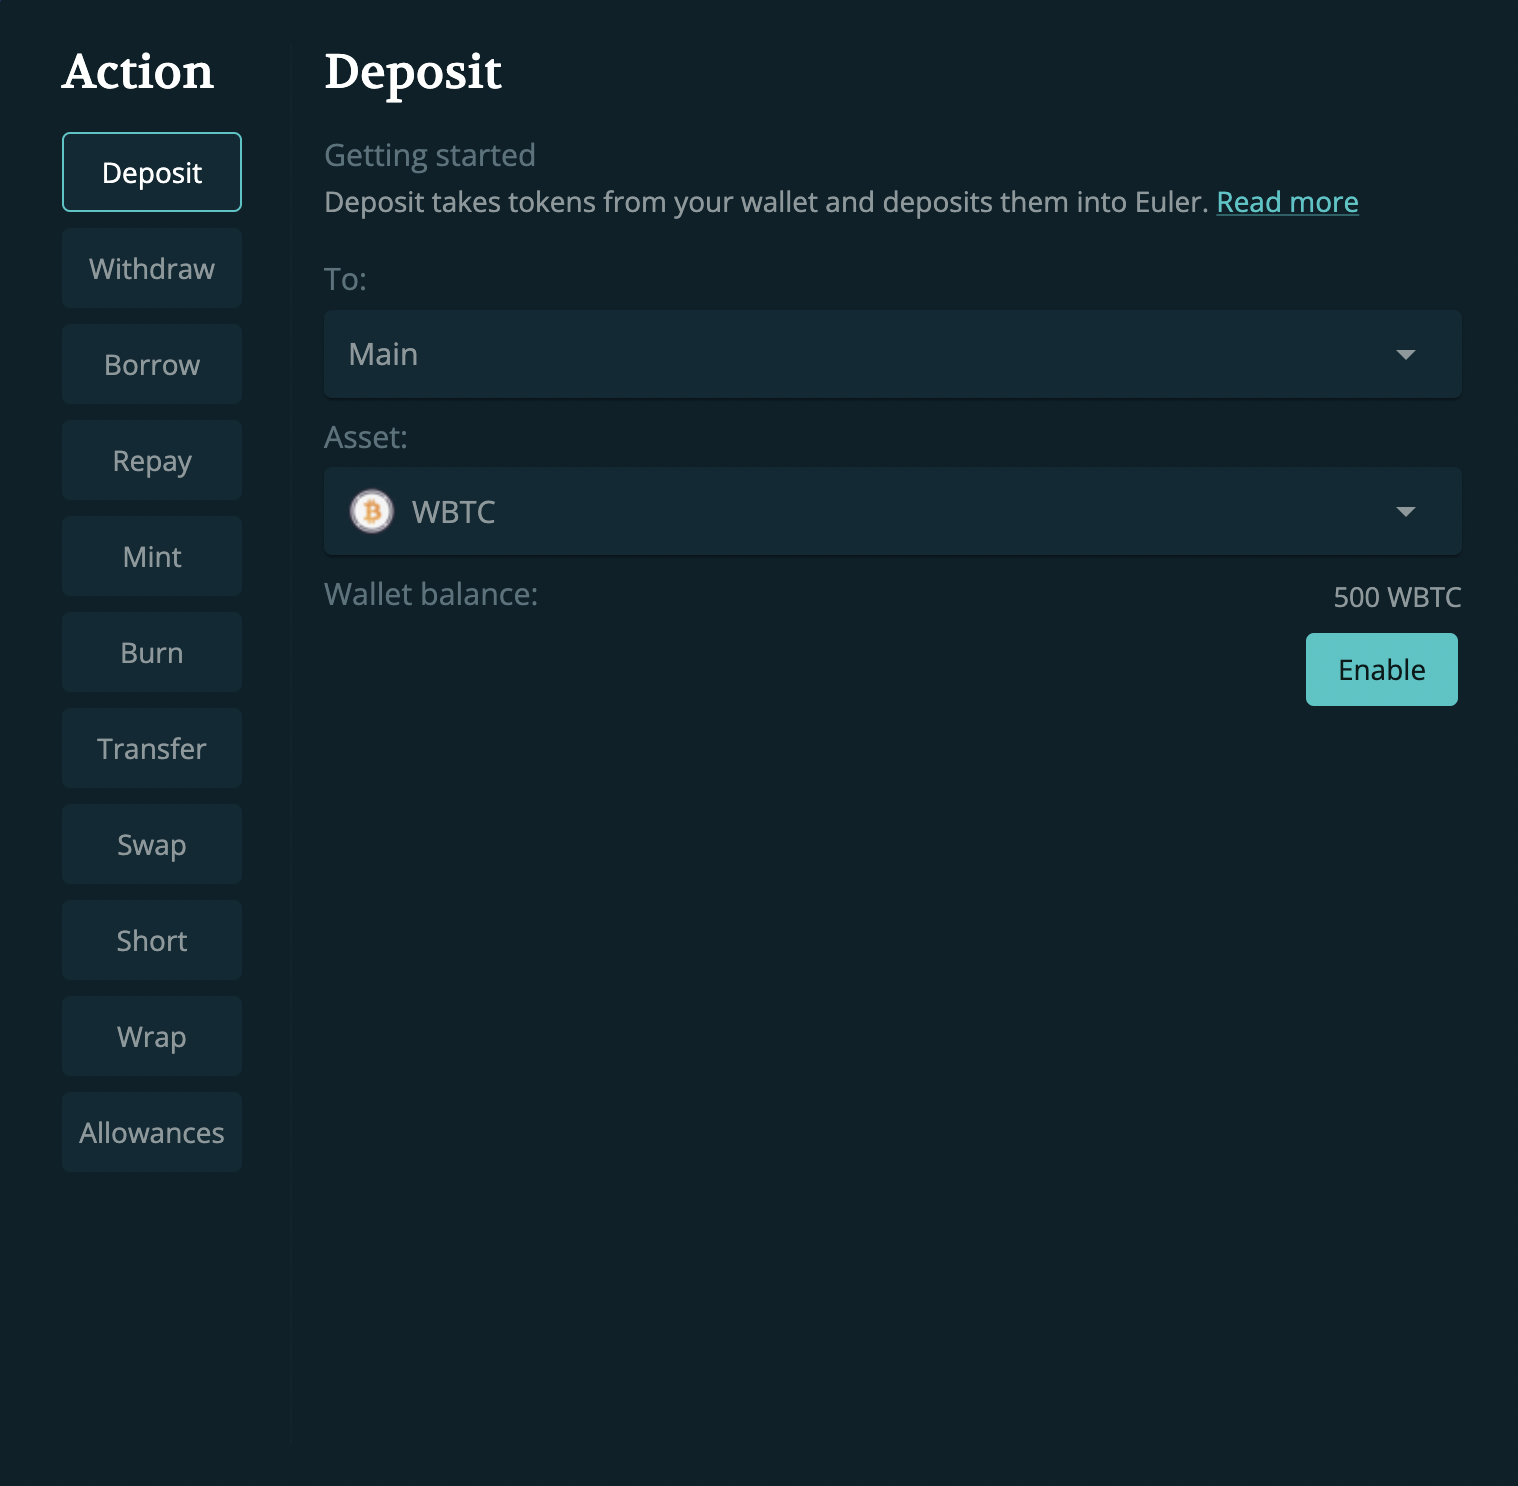 Action
Deposit
Withdraw
Borrow
Repay
Mint
Burn
Transfer
Swap
Short
Wrap
Allowances
Deposit
Getting started
Deposit takes tokens from your wallet and deposits them into Euler. Read more
To:
Main
Asset:
WBTC
Wallet balance: 500 WBTC
Enable